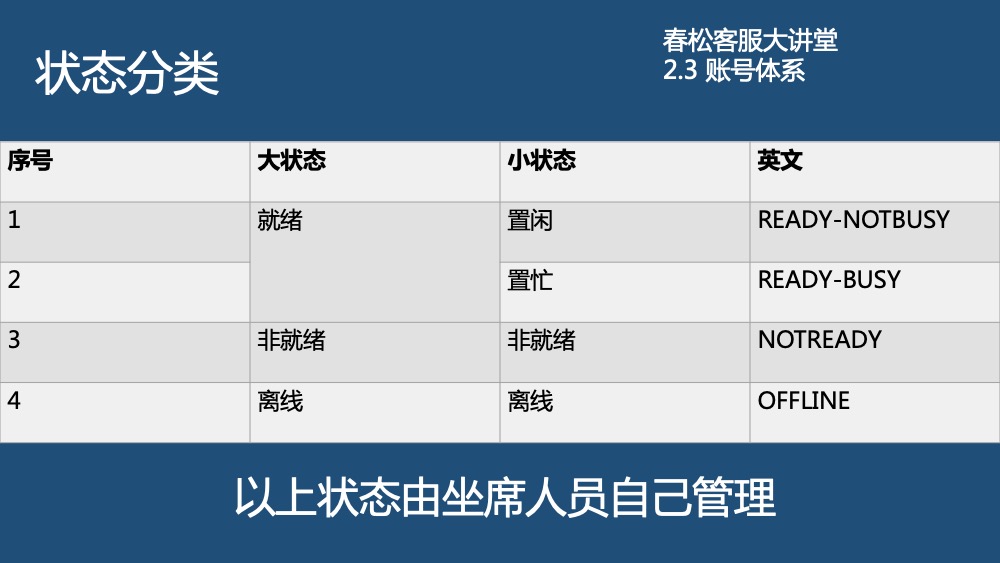 状态分类
春松客服大讲堂
2.3 账号体系
序号 大状态 小状态 英文
1 就绪 置闲 READY-NOTBUSY
2 置忙 READY-BUSY
3 非就绪 非就绪 NOTREADY
4 离线 离线 OFFLINE
以上状态由坐席人员自己管理